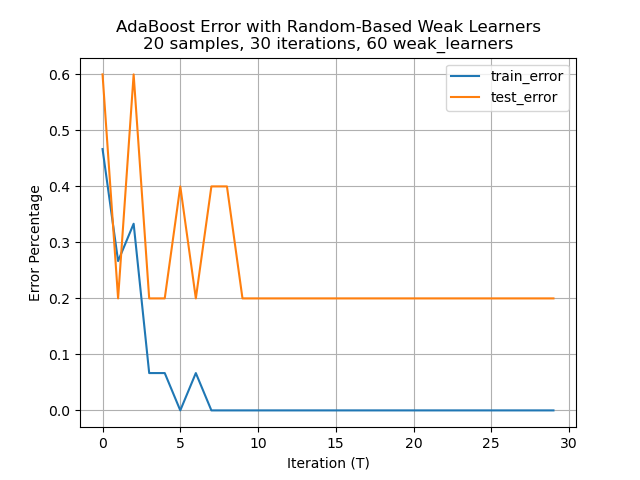 AdaBoost Error with Random-Based Weak Learners
20 samples, 30 iterations, 60 weak_learners
train_error
test_error
Error Percentage
0.6
0.5
0.4
0.3
0.2
0.1
0.0
0 5 10 15 20 25 30
Iteration (T)